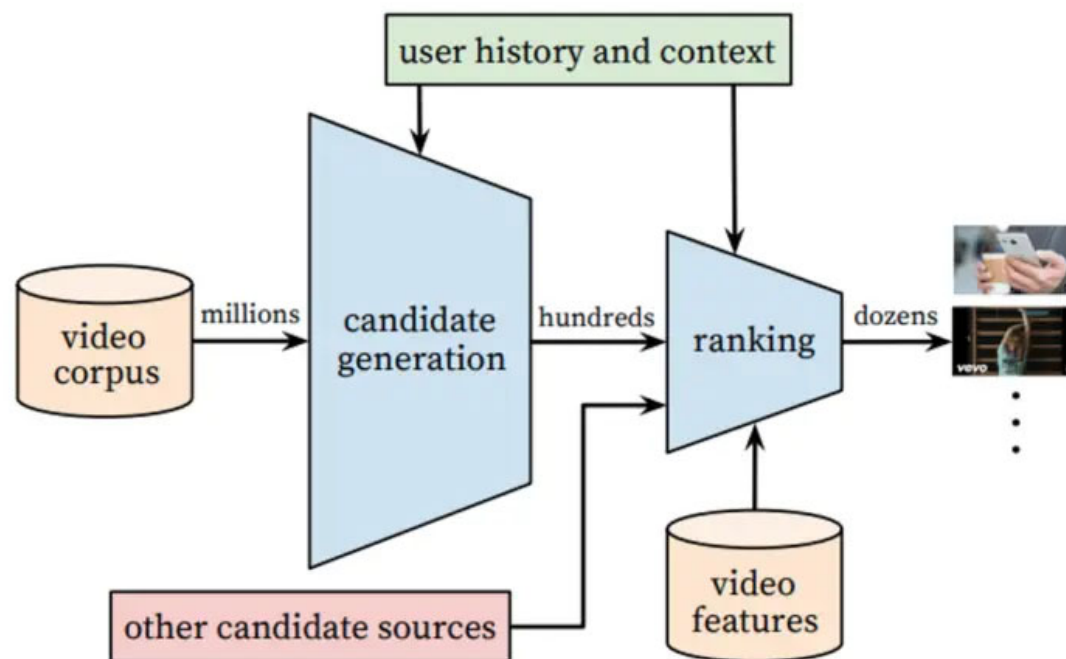 user history and context
millions
video
corpus
candidate
generation
hundreds
ranking
dozens
vevo
other candidate sources
video
features